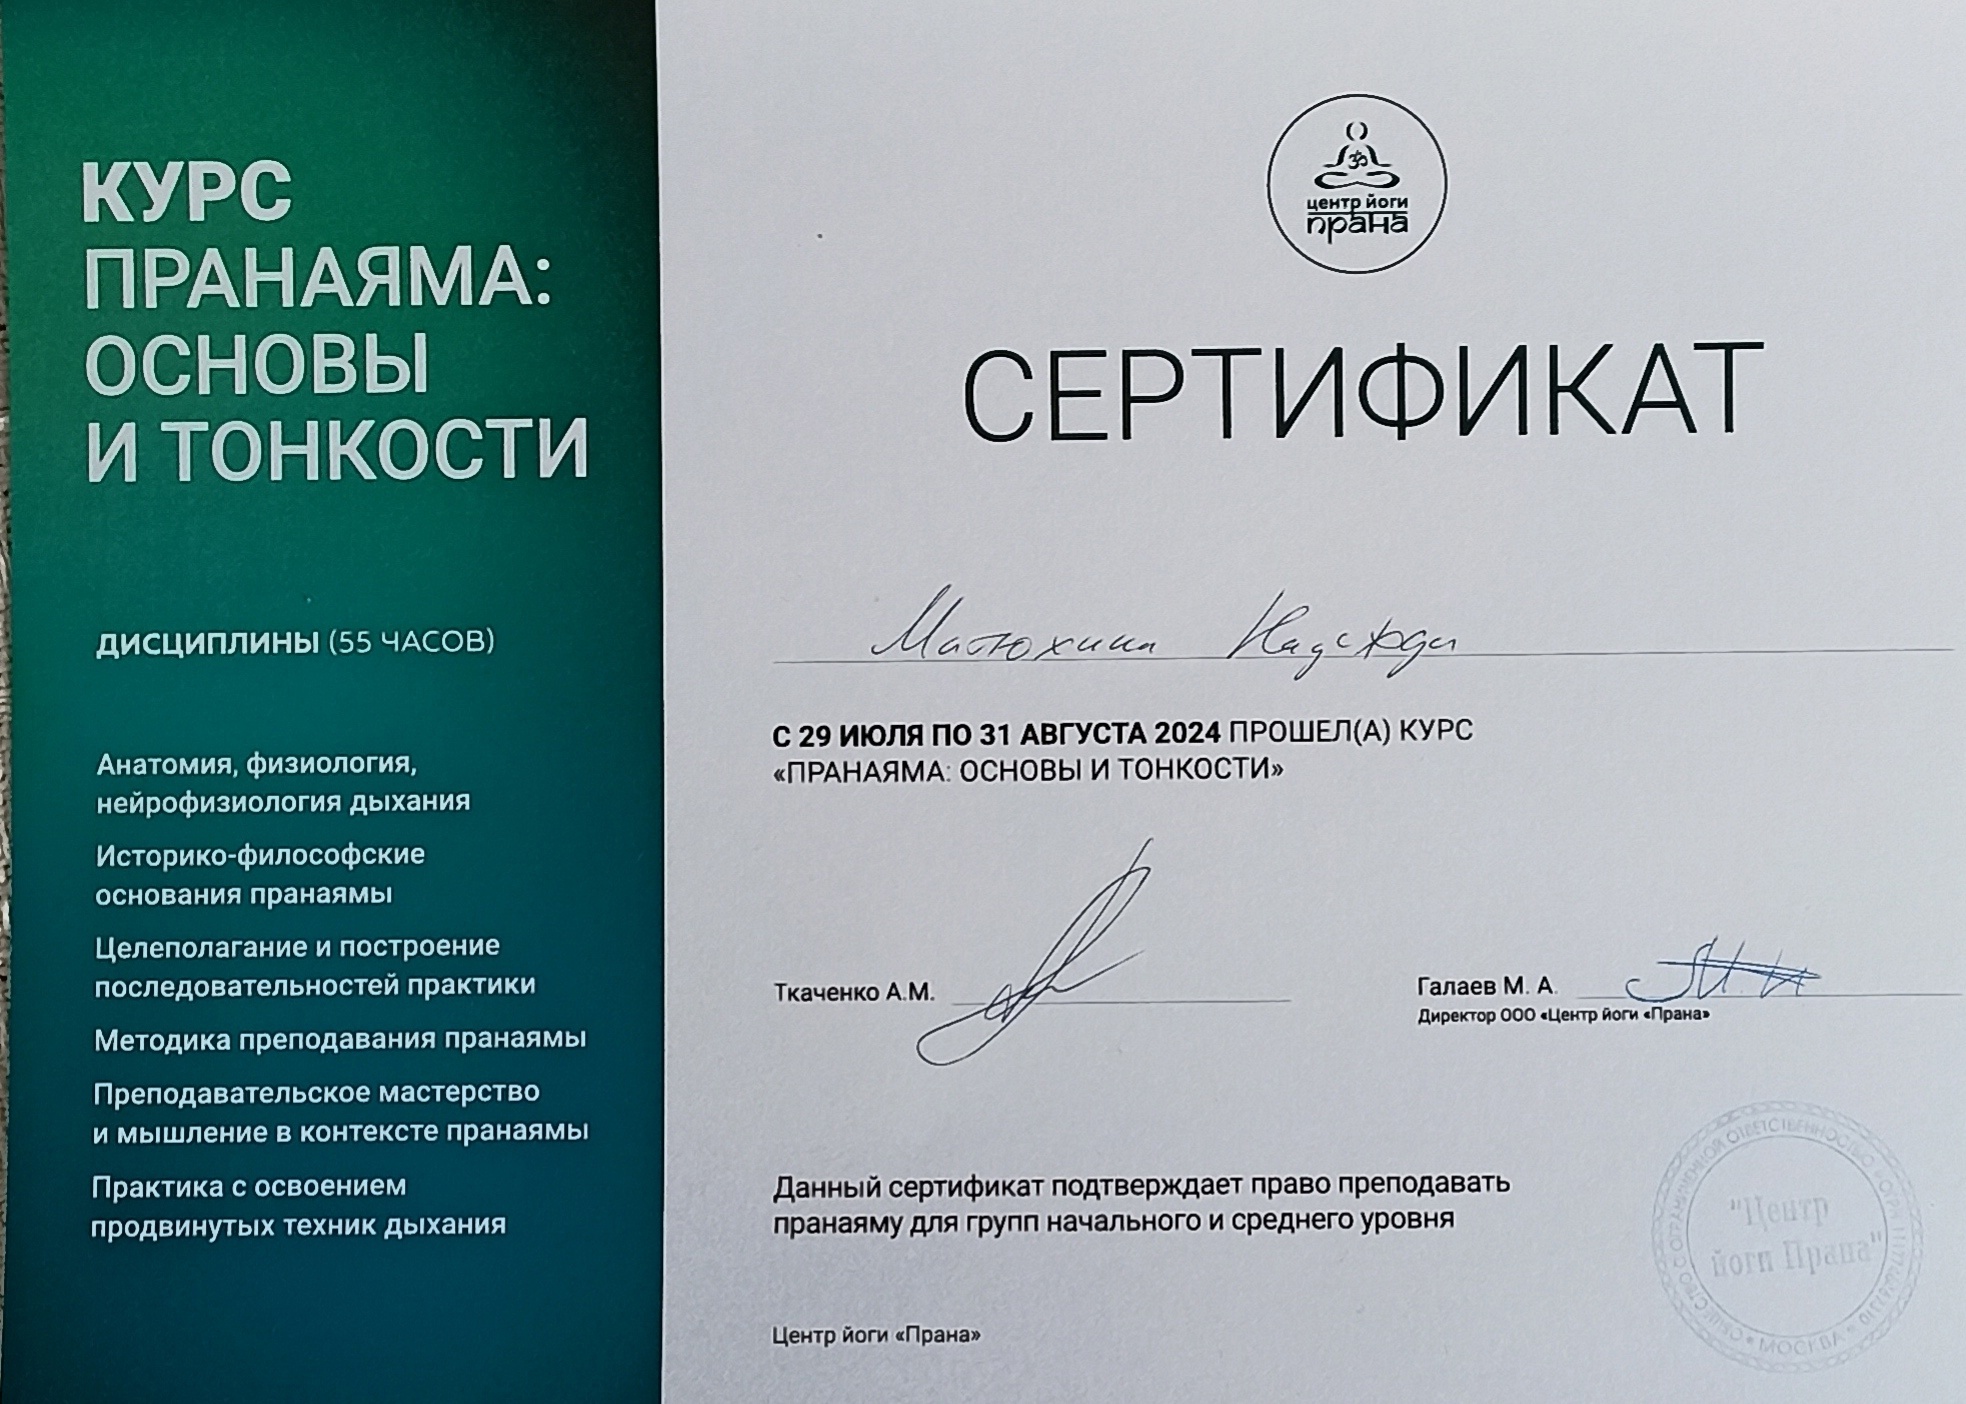 КУРС
ПРАНАЯМА:
ОСНОВЫ
И ТОНКОСТИ
ДИСЦИПЛИНЫ (55 ЧАСОВ)
Анатомия, физиология,
нейрофизиология дыхания
Историко-философские
основания пранаямы
Целеполагание и построение
последовательностей практики
Методика преподавания пранаямы
Преподавательское мастерство
и мышление в контексте пранаямы
Практика с освоением
продвинутых техник дыхания
центр йоги
прана
СЕРТИФИКАТ
Матюхина Надежда
С 29 ИЮЛЯ ПО 31 АВГУСТА 2024 ПРОШЕЛ(А) КУРС
«ПРАНАЯМА: ОСНОВЫ И ТОНКОСТИ»
Ткаченко А.М.
Галаев М. А.
Директор ООО «Центр йоги «Прана»
Данный сертификат подтверждает право преподавать
пранаяму для групп начального и среднего уровня
Центр йоги «Прана»
ОБЩЕСТВО С ОГРАНИЧЕННОЙ ОТВЕТСТВЕННОСТЬЮ
"Центр
йоги Прана"
МОСКВА